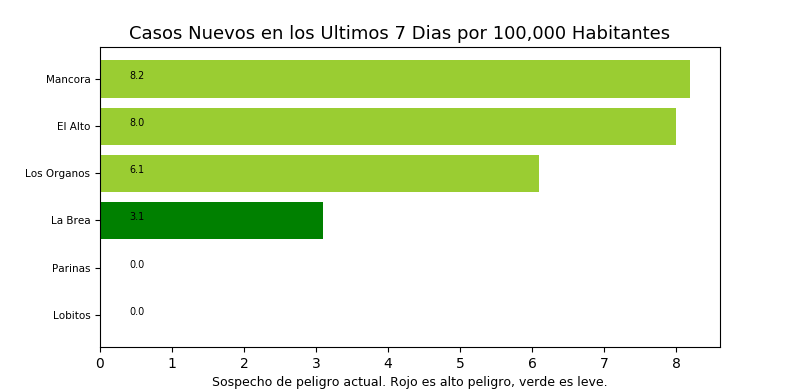 Casos Nuevos en los Ultimos 7 Dias por 100,000 Habitantes
Mancora 8.2
El Alto 8.0
Los Organos 6.1
La Brea 3.1
Parinas 0.0
Lobitos 0.0
0 1 2 3 4 5 6 7 8
Sospecho de peligro actual. Rojo es alto peligro, verde es leve.